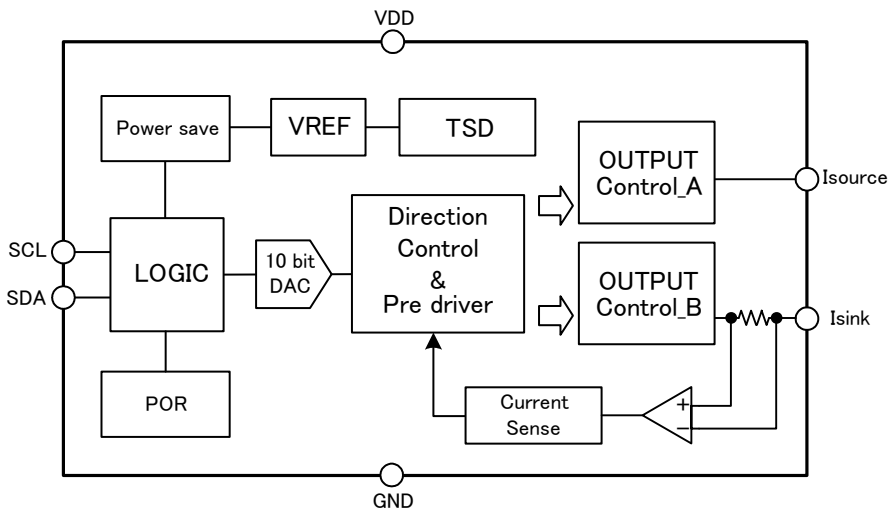 VDD
Power save
VREF
TSD
OUTPUT
Control_A
Isource
Direction
Control
&
Pre driver
SCL
SDA
LOGIC
10 bit
DAC
OUTPUT
Control_B
Isink
POR
Current
Sense
+
−
GND